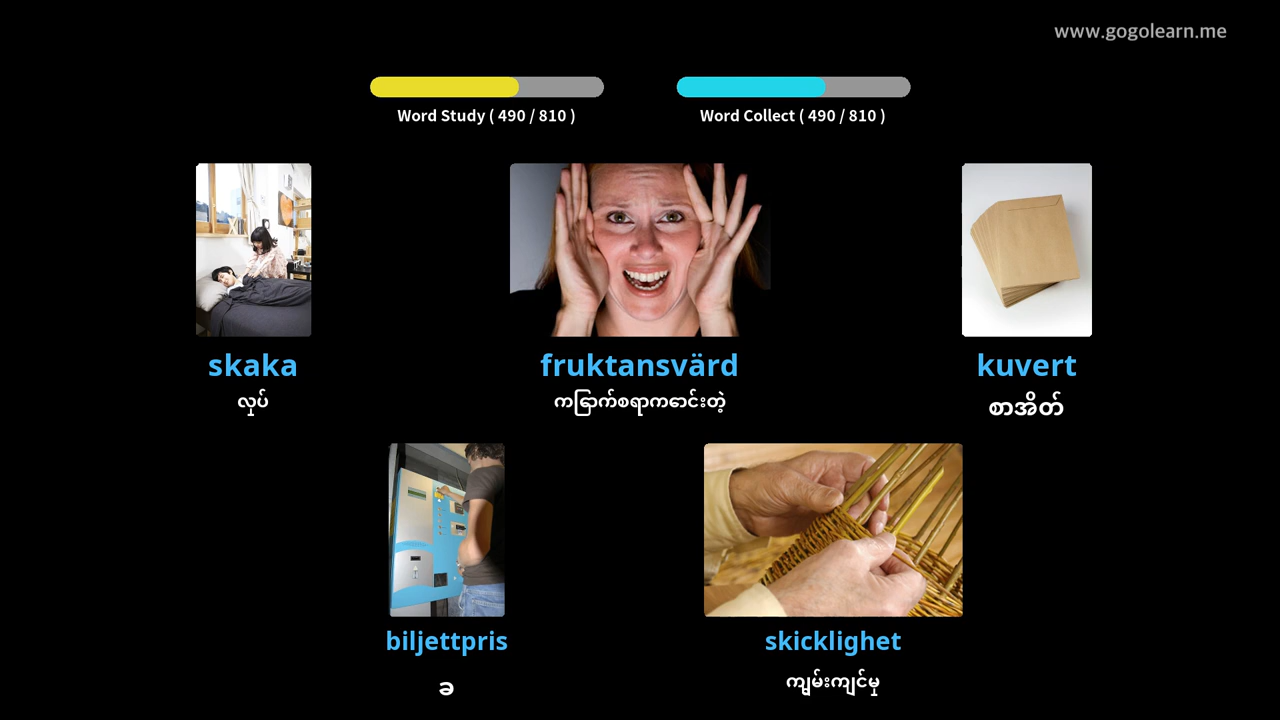 www.gogolearn.me
Word Study ( 490 / 810 )
Word Collect ( 490 / 810 )
skaka
လှုပ်
fruktansvärd
ကြောက်စရာကောင်းတဲ့
kuvert
စာအိတ်
biljettpris
ခ
skicklighet
ကျွမ်းကျင်မှု